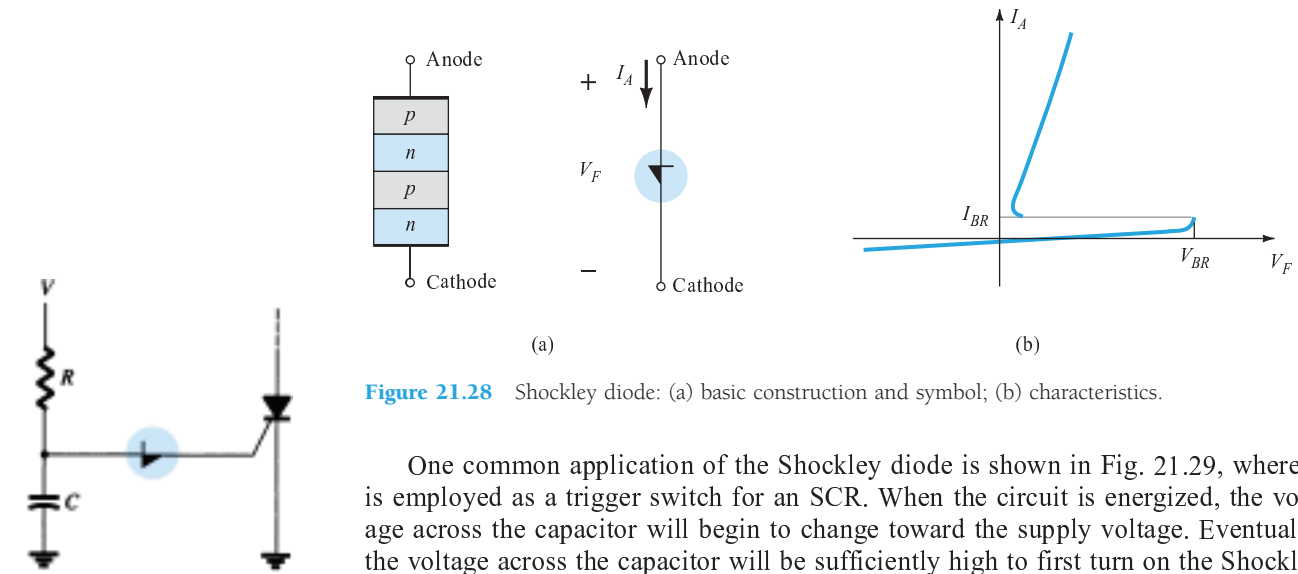 V
R
C
Anode
p
n
p
n
Cathode
+
I_A
Anode
V_F
−
Cathode
(a)
I_A
I_BR
V_BR
V_F
(b)
Figure 21.28 Shockley diode: (a) basic construction and symbol; (b) characteristics.
One common application of the Shockley diode is shown in Fig. 21.29, where
is employed as a trigger switch for an SCR. When the circuit is energized, the vo
age across the capacitor will begin to change toward the supply voltage. Eventual
the voltage across the capacitor will be sufficiently high to first turn on the Shockl